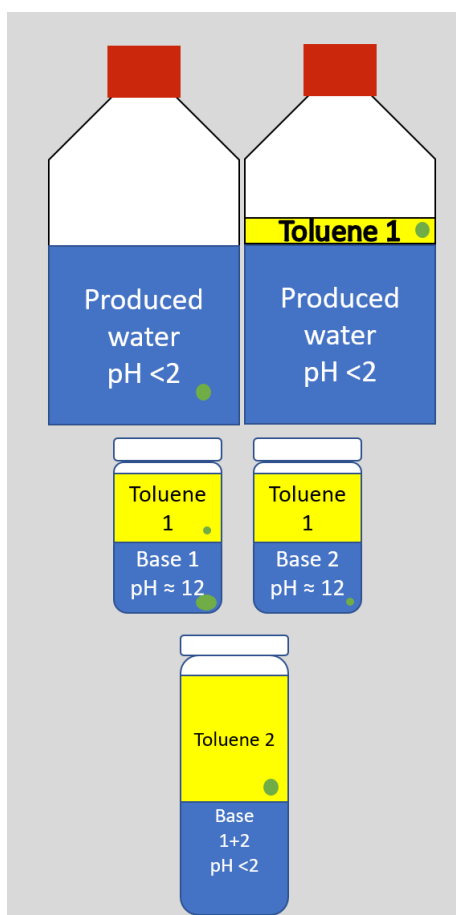 Produced
water
pH <2
Toluene 1
Produced
water
pH <2
Toluene
1
Base 1
pH ≈ 12
Toluene
1
Base 2
pH ≈ 12
Toluene 2
Base
1+2
pH <2